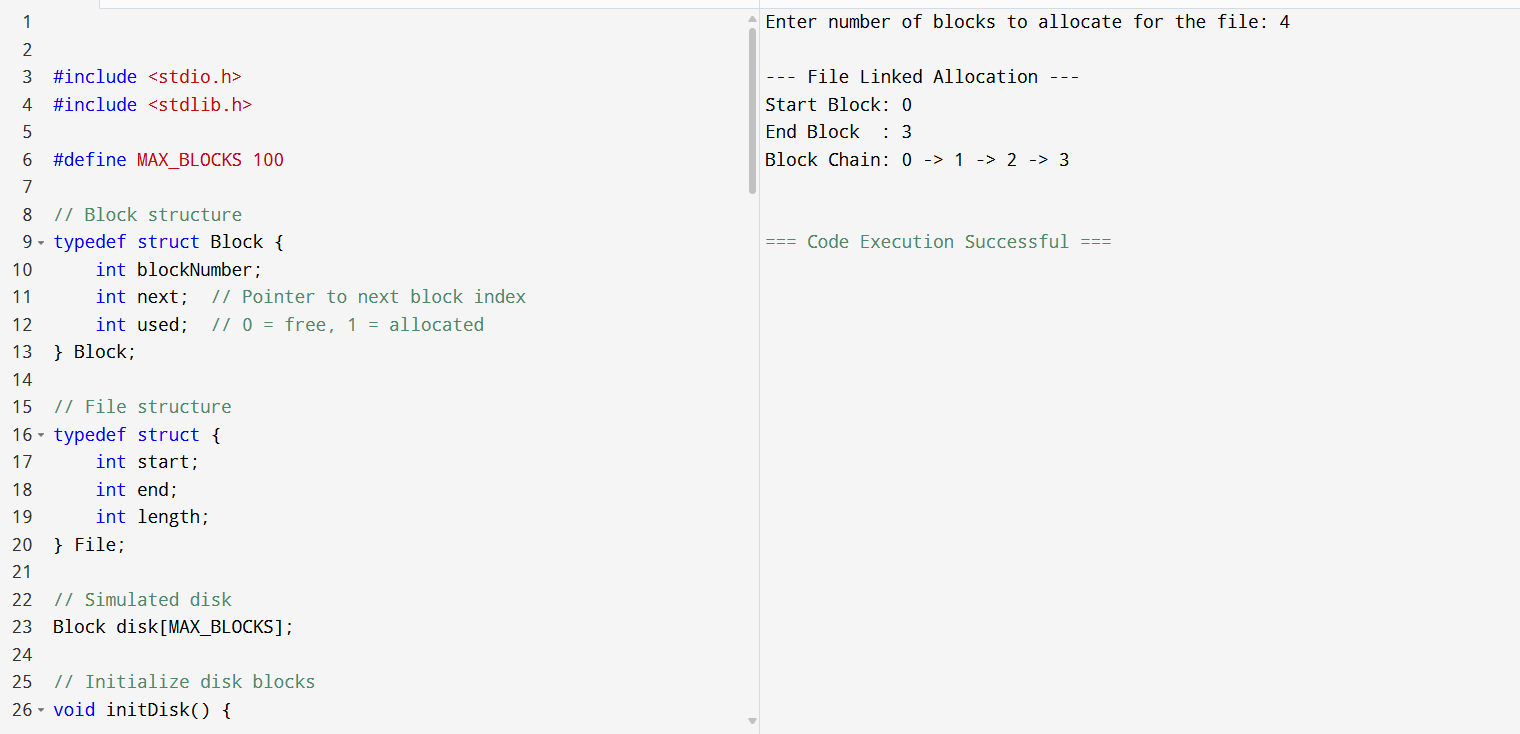 1
2
3 #include <stdio.h>
4 #include <stdlib.h>
5
6 #define MAX_BLOCKS 100
7
8 // Block structure
9 typedef struct Block {
10     int blockNumber;
11     int next;  // Pointer to next block index
12     int used;  // 0 = free, 1 = allocated
13 } Block;
14
15 // File structure
16 typedef struct {
17     int start;
18     int end;
19     int length;
20 } File;
21
22 // Simulated disk
23 Block disk[MAX_BLOCKS];
24
25 // Initialize disk blocks
26 void initDisk() {
Enter number of blocks to allocate for the file: 4
--- File Linked Allocation ---
Start Block: 0
End Block  : 3
Block Chain: 0 -> 1 -> 2 -> 3
=== Code Execution Successful ===